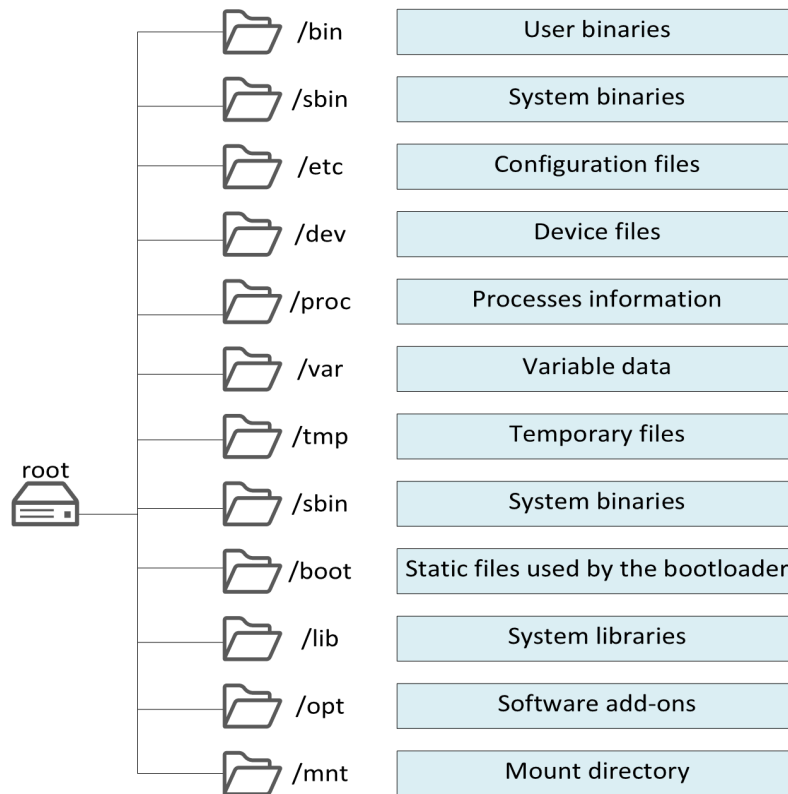 /bin User binaries
/sbin System binaries
/etc Configuration files
/dev Device files
/proc Processes information
/var Variable data
/tmp Temporary files
root
/sbin System binaries
/boot Static files used by the bootloader
/lib System libraries
/opt Software add-ons
/mnt Mount directory